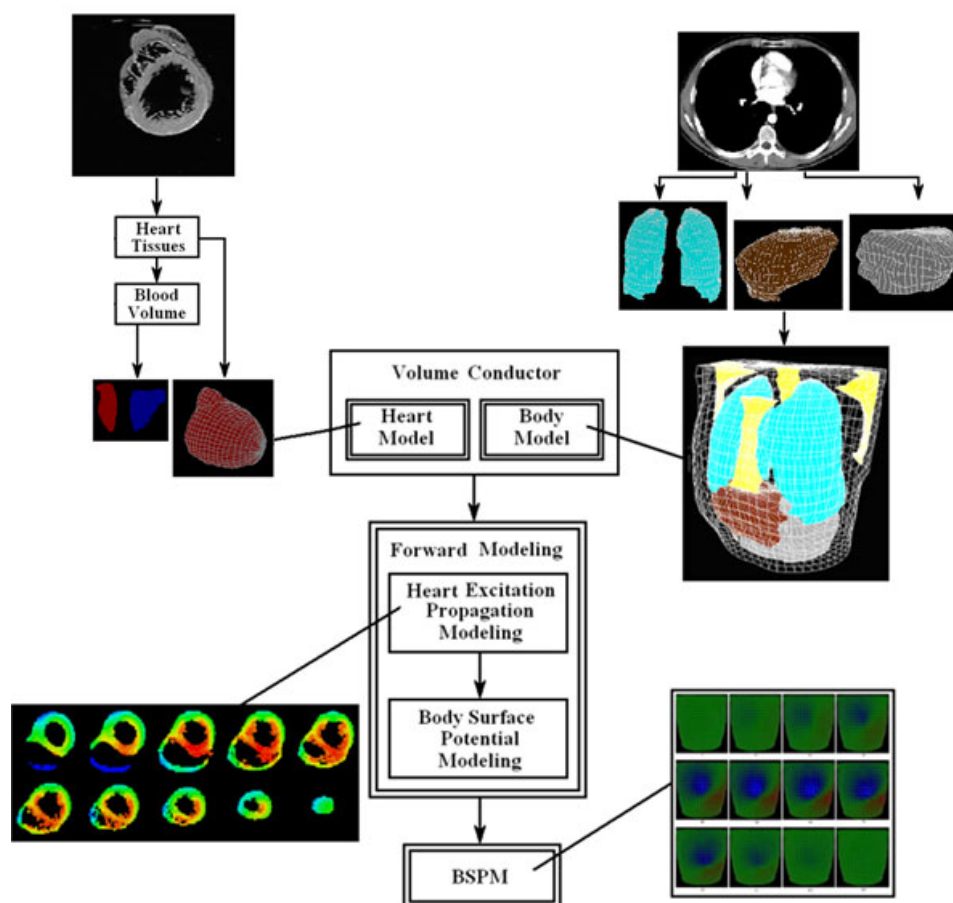 Heart
Tissues
Blood
Volume
Volume Conductor
Heart
Model
Body
Model
Forward Modeling
Heart Excitation
Propagation
Modeling
Body Surface
Potential
Modeling
BSPM